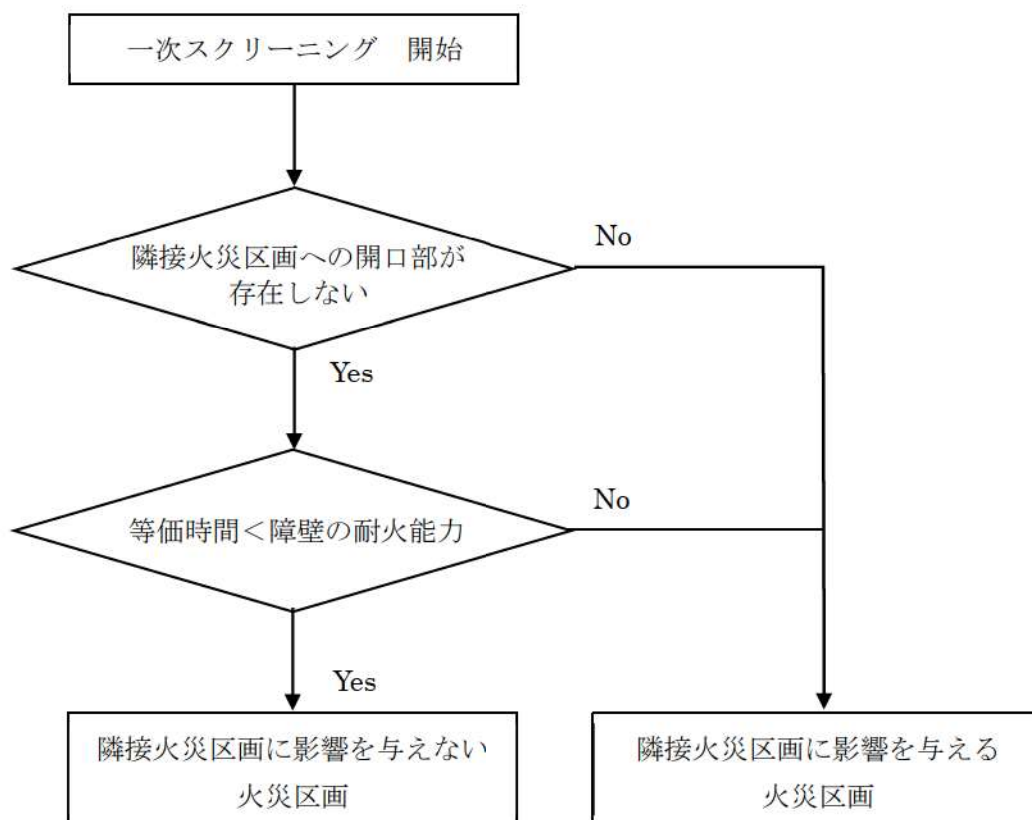 一次スクリーニング　開始
隣接火災区画への開口部が
存在しない
No
Yes
等価時間＜障壁の耐火能力
No
Yes
隣接火災区画に影響を与えない
火災区画
隣接火災区画に影響を与える
火災区画